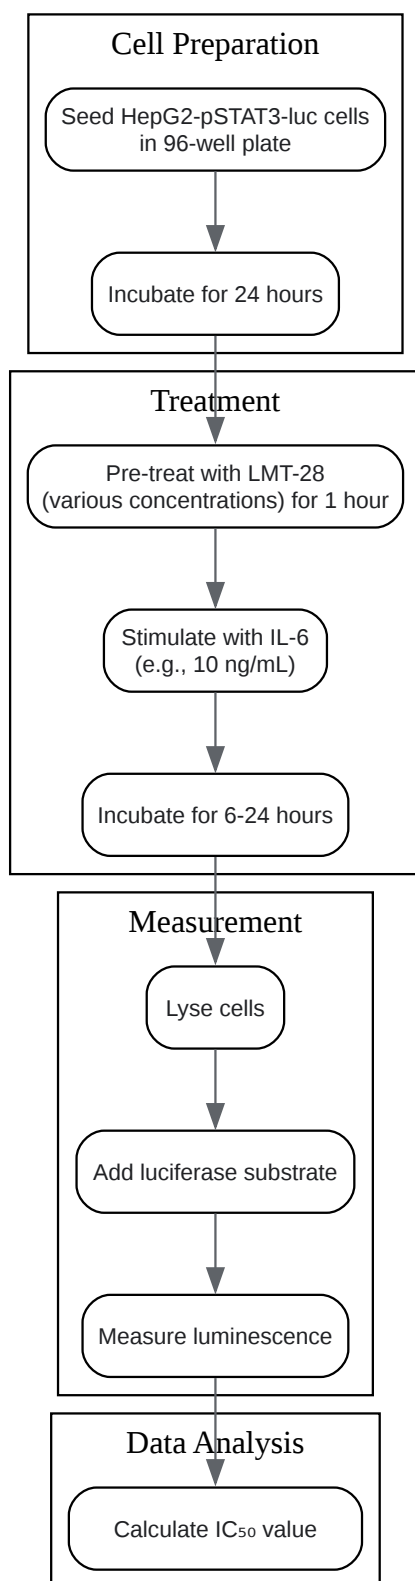 Cell Preparation
Seed HepG2-pSTAT3-luc cells
in 96-well plate
Incubate for 24 hours
Treatment
Pre-treat with LMT-28
(various concentrations) for 1 hour
Stimulate with IL-6
(e.g., 10 ng/mL)
Incubate for 6-24 hours
Measurement
Lyse cells
Add luciferase substrate
Measure luminescence
Data Analysis
Calculate IC₅₀ value